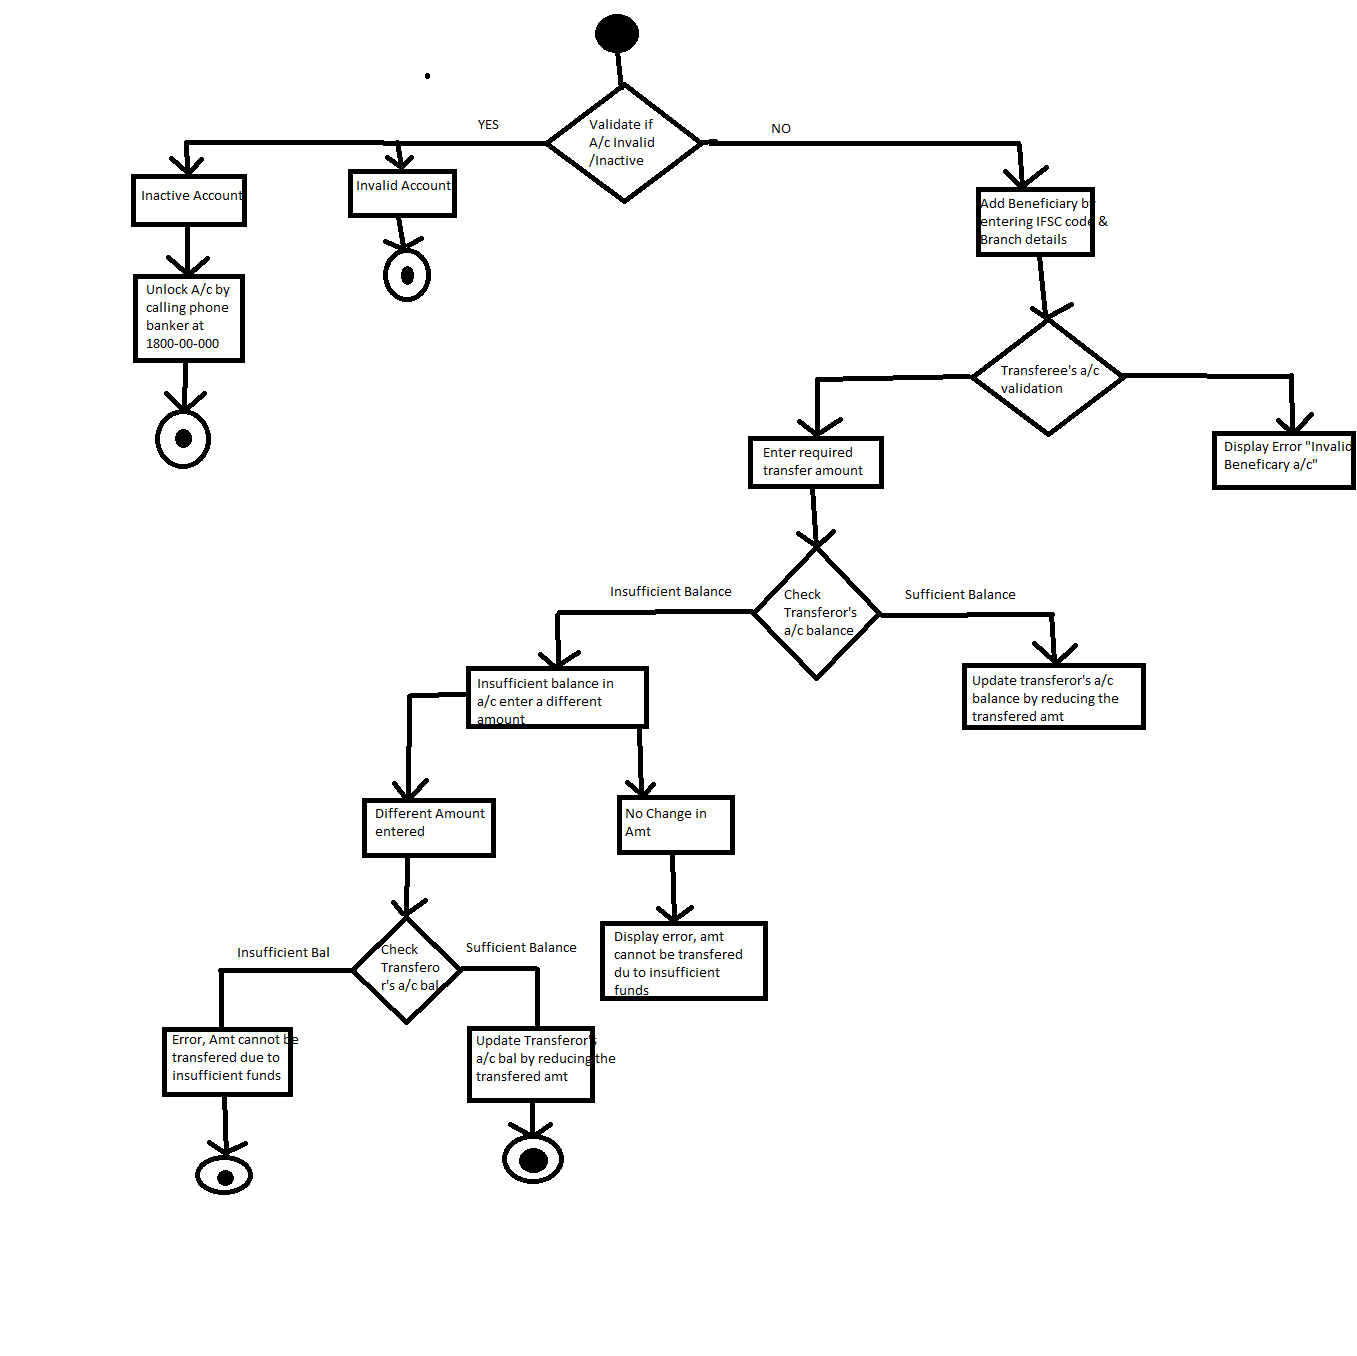 YES
Validate if
A/c Invalid
/Inactive
NO
Inactive Account
Invalid Account
Add Beneficiary by
entering IFSC code &
Branch details
Unlock A/c by
calling phone
banker at
1800-00-000
Transferee's a/c
validation
Enter required
transfer amount
Display Error "Invalid
Beneficary a/c"
Insufficient Balance
Check
Transferor's
a/c balance
Sufficient Balance
Insufficient balance in
a/c enter a different
amount
Update transferor's a/c
balance by reducing the
transfered amt
Different Amount
entered
No Change in
Amt
Insufficient Bal
Check
Transfero
r's a/c bal
Sufficient Balance
Display error, amt
cannot be transfered
du to insufficient
funds
Error, Amt cannot be
transfered due to
insufficient funds
Update Transferor's
a/c bal by reducing the
transfered amt